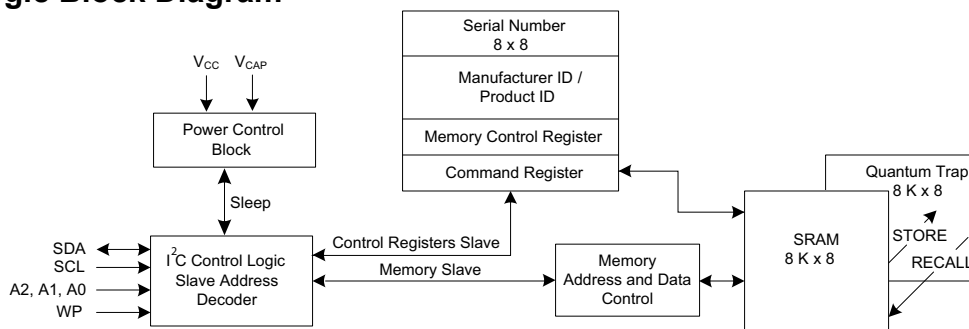 gic Block Diagram
Serial Number
8 x 8
Manufacturer ID /
Product ID
Memory Control Register
Command Register
VCC VCAP
Power Control
Block
Sleep
Quantum Trap
8 K x 8
SRAM
8 K x 8
STORE
RECALL
SDA
SCL
A2, A1, A0
WP
I2C Control Logic
Slave Address
Decoder
Control Registers Slave
Memory Slave
Memory
Address and Data
Control